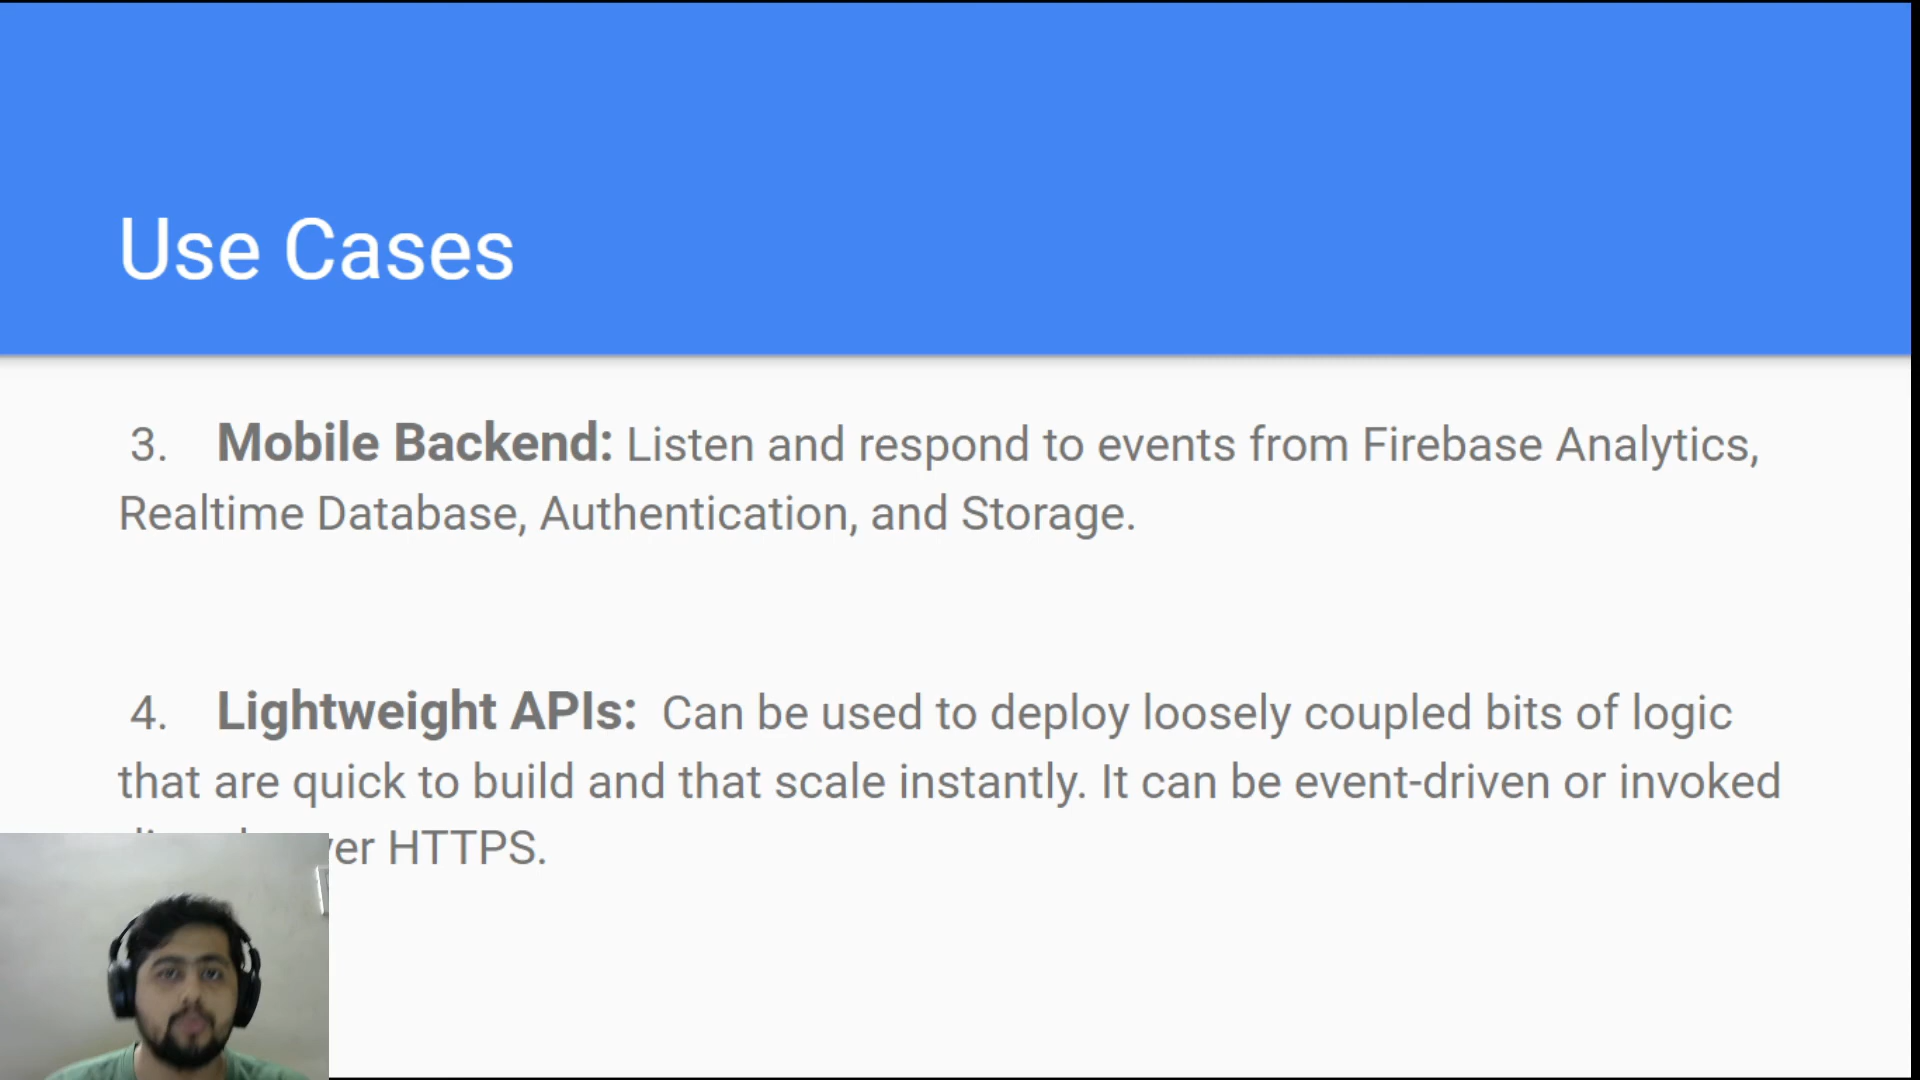 Use Cases
3. Mobile Backend: Listen and respond to events from Firebase Analytics,
Realtime Database, Authentication, and Storage.
4. Lightweight APIs: Can be used to deploy loosely coupled bits of logic
that are quick to build and that scale instantly. It can be event-driven or invoked
HTTPS.